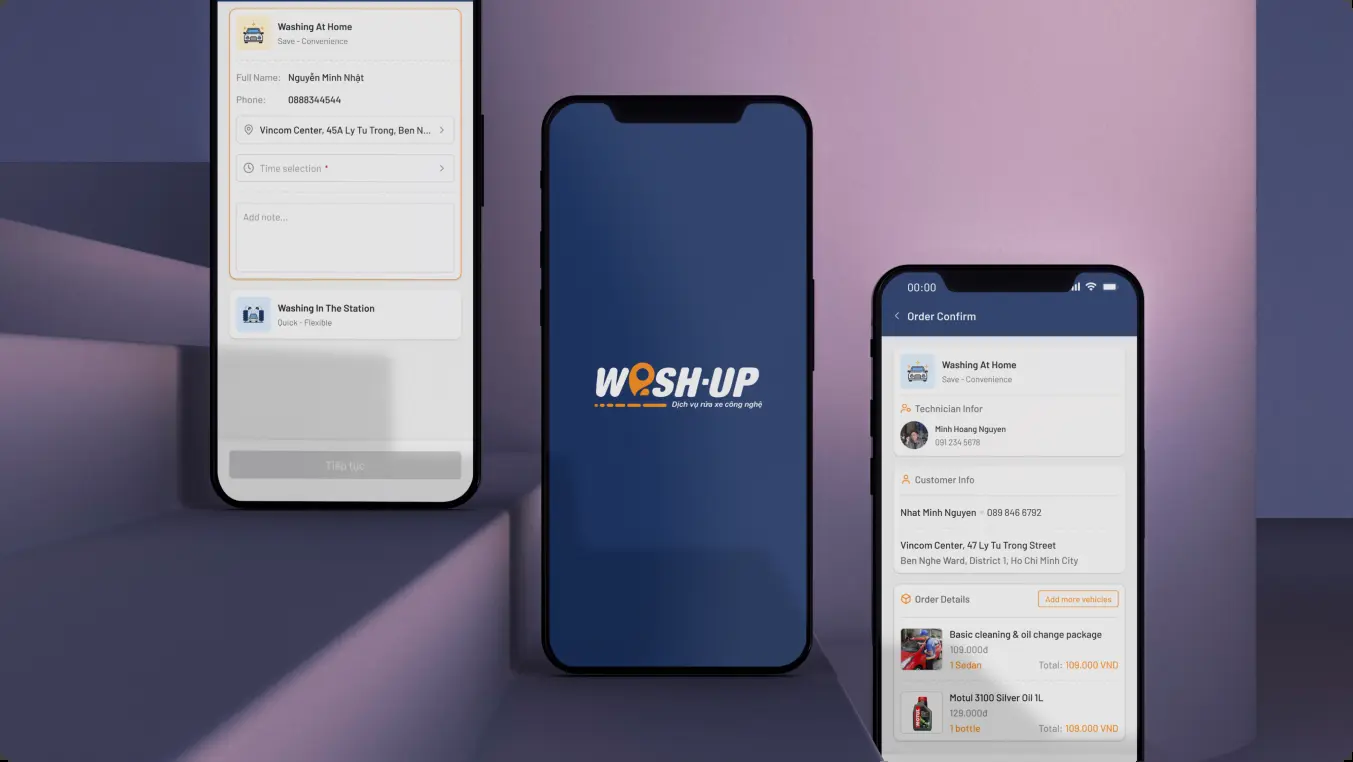 Washing At Home
Save - Convenience
Full Name: Nguyễn Minh Nhật
Phone: 0888344544
Vincom Center, 45A Ly Tu Trong, Ben N...
Time selection *
Add note...
Washing In The Station
Quick - Flexible
Tiếp tục
WASH-UP
Dịch vụ rửa xe công nghệ
00:00
Order Confirm
Washing At Home
Save - Convenience
Technician Infor
Minh Hoang Nguyen
091 234 5678
Customer Info
Nhat Minh Nguyen - 089 846 6792
Vincom Center, 47 Ly Tu Trong Street
Ben Nghe Ward, District 1, Ho Chi Minh City
Order Details
Add more vehicles
Basic cleaning & oil change package
109.000đ
1 Sedan
Total: 109.000 VND
Motul 3100 Silver Oil 1L
129.000đ
1 bottle
Total: 109.000 VND
MOTUL